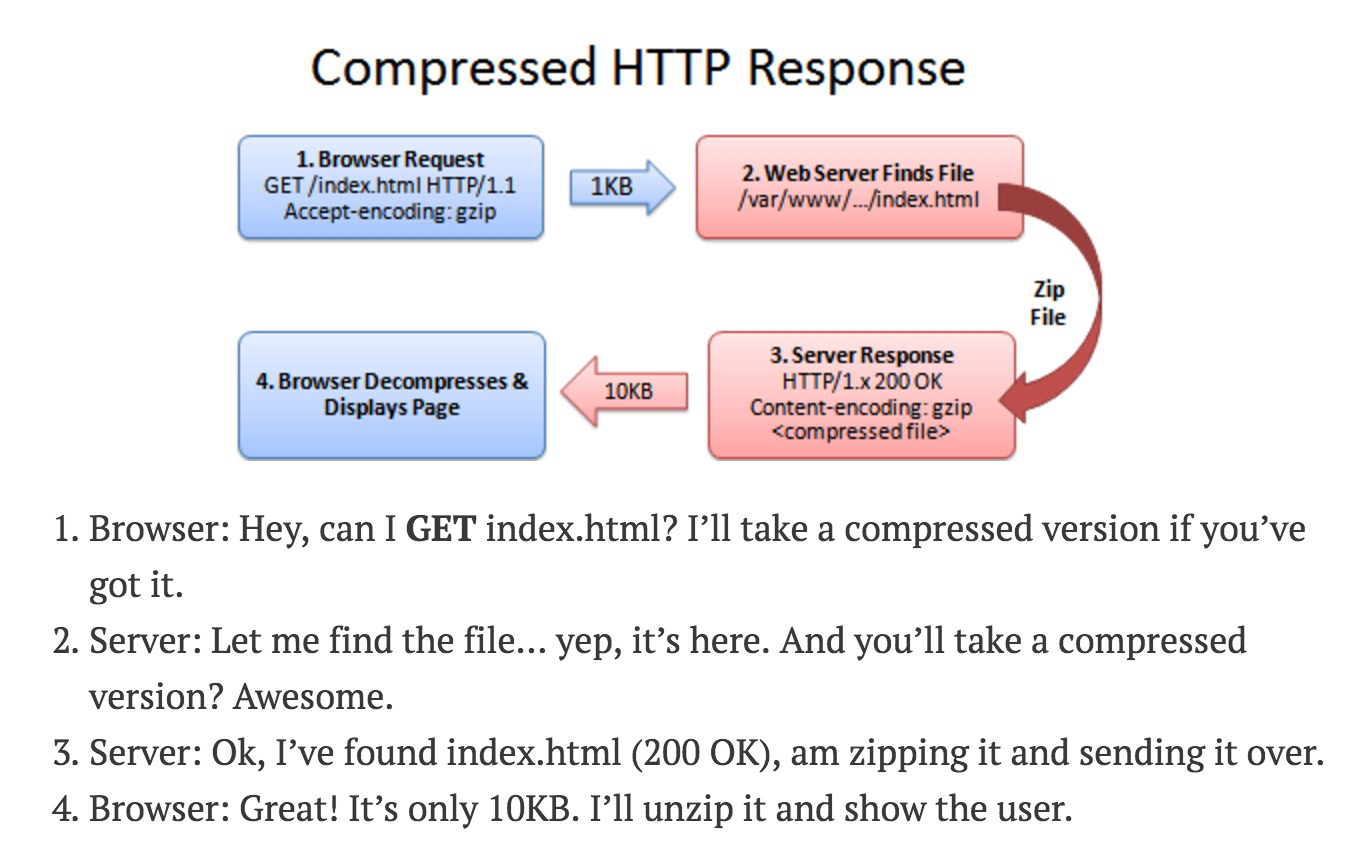 Compressed HTTP Response
1. Browser Request
GET /index.html HTTP/1.1
Accept-encoding: gzip
1KB
2. Web Server Finds File
/var/www/.../index.html
Zip
File
3. Server Response
HTTP/1.x 200 OK
Content-encoding: gzip
<compressed file>
10KB
4. Browser Decompresses &
Displays Page
1. Browser: Hey, can I GET index.html? I’ll take a compressed version if you’ve
got it.
2. Server: Let me find the file… yep, it’s here. And you’ll take a compressed
version? Awesome.
3. Server: Ok, I’ve found index.html (200 OK), am zipping it and sending it over.
4. Browser: Great! It’s only 10KB. I’ll unzip it and show the user.